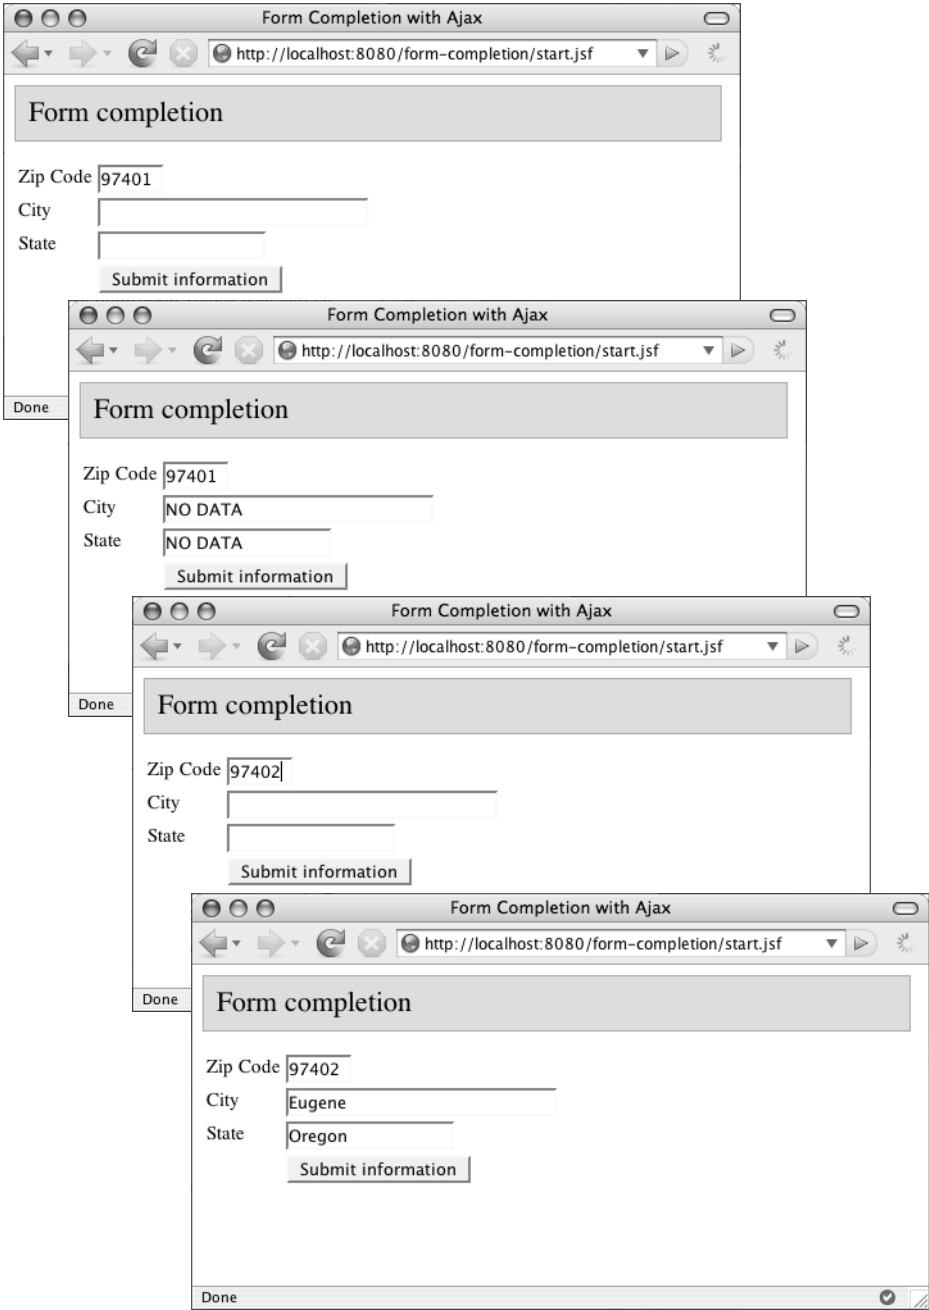 Form Completion with Ajax
http://localhost:8080/form-completion/start.jsf
Form completion
Zip Code 97401
City
State
Submit information
Done
Form Completion with Ajax
http://localhost:8080/form-completion/start.jsf
Form completion
Zip Code 97401
City NO DATA
State NO DATA
Submit information
Done
Form Completion with Ajax
http://localhost:8080/form-completion/start.jsf
Form completion
Zip Code 97402
City
State
Submit information
Done
Form Completion with Ajax
http://localhost:8080/form-completion/start.jsf
Form completion
Zip Code 97402
City Eugene
State Oregon
Submit information
Done